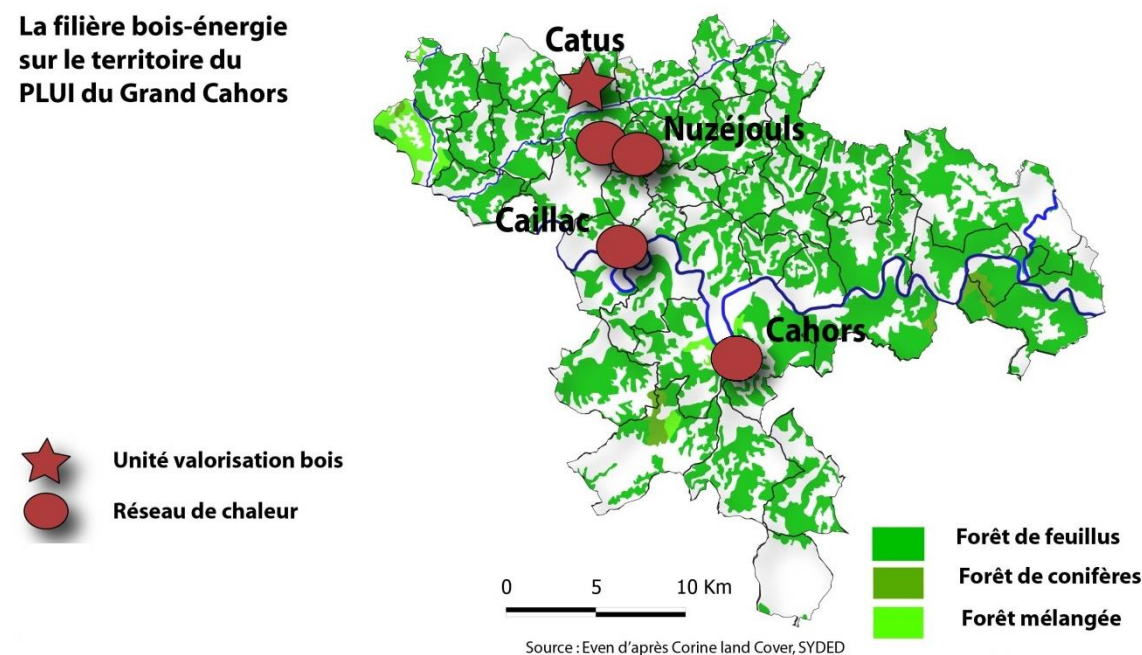 La filière bois-énergie
sur le territoire du
PLUI du Grand Cahors
Catus
Nuzéjouls
Caillac
Cahors
Unité valorisation bois
Réseau de chaleur
Forêt de feuillus
Forêt de conifères
Forêt mélangée
0 5 10 Km
Source : Even d'après Corine land Cover, SYDED